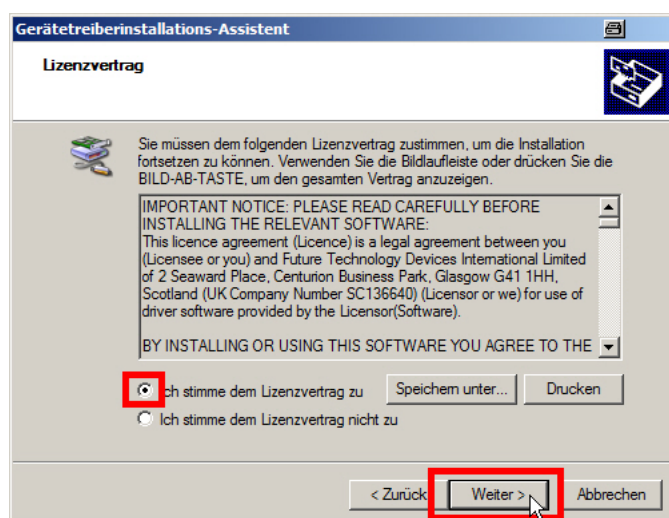 Gerätetreiberinstallations-Assistent
Lizenzvertrag
Sie müssen dem folgenden Lizenzvertrag zustimmen, um die Installation
fortsetzen zu können. Verwenden Sie die Bildlaufleiste oder drücken Sie die
BILD-AB-TASTE, um den gesamten Vertrag anzuzeigen.
IMPORTANT NOTICE: PLEASE READ CAREFULLY BEFORE
INSTALLING THE RELEVANT SOFTWARE:
This licence agreement (Licence) is a legal agreement between you
(Licensee or you) and Future Technology Devices International Limited
of 2 Seaward Place, Centurion Business Park, Glasgow G41 1HH,
Scotland (UK Company Number SC136640) (Licensor or we) for use of
driver software provided by the Licensor(Software).
BY INSTALLING OR USING THIS SOFTWARE YOU AGREE TO THE
Ich stimme dem Lizenzvertrag zu Speichern unter... Drucken
Ich stimme dem Lizenzvertrag nicht zu
< Zurück Weiter > Abbrechen